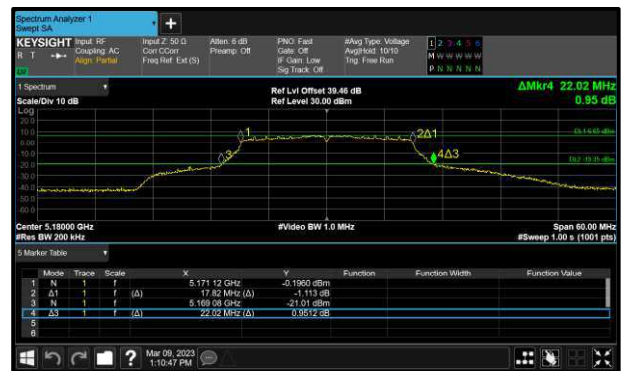 Spectrum Analyzer 1
Swept SA
+
KEYSIGHT Input: RF Input Z: 50 Ω Atten: 6 dB PNO: Fast #Avg Type: Voltage 1 2 3 4 5 6
R T Coupling: AC Corr CCorr Preamp: Off Gate: Off Avg|Hold: 10/10 M W W W W W
Align: Partial Freq Ref: Ext (S) IF Gain: Low Trig: Free Run
Sig Track: Off P N N N N N
1 Spectrum Ref Lvl Offset 39.46 dB ΔMkr4 22.02 MHz
Scale/Div 10 dB Ref Level 30.00 dBm 0.95 dB
Log
20.0
10.0
1 2Δ1 DL1 6.65 dBm
0.00
-10.0
3 4Δ3 DL2 -19.35 dBm
-20.0
-30.0
-40.0
-50.0
-60.0
Center 5.18000 GHz #Video BW 1.0 MHz Span 60.00 MHz
#Res BW 200 kHz #Sweep 1.00 s (1001 pts)
5 Marker Table
Mode Trace Scale X Y Function Function Width Function Value
1 N 1 f 5.171 12 GHz -0.1960 dBm
2 Δ1 1 f (Δ) 17.82 MHz (Δ) -1.113 dB
3 N 1 f 5.169 08 GHz -21.01 dBm
4 Δ3 1 f (Δ) 22.02 MHz (Δ) 0.9512 dB
5
6
? Mar 09, 2023
1:10:47 PM